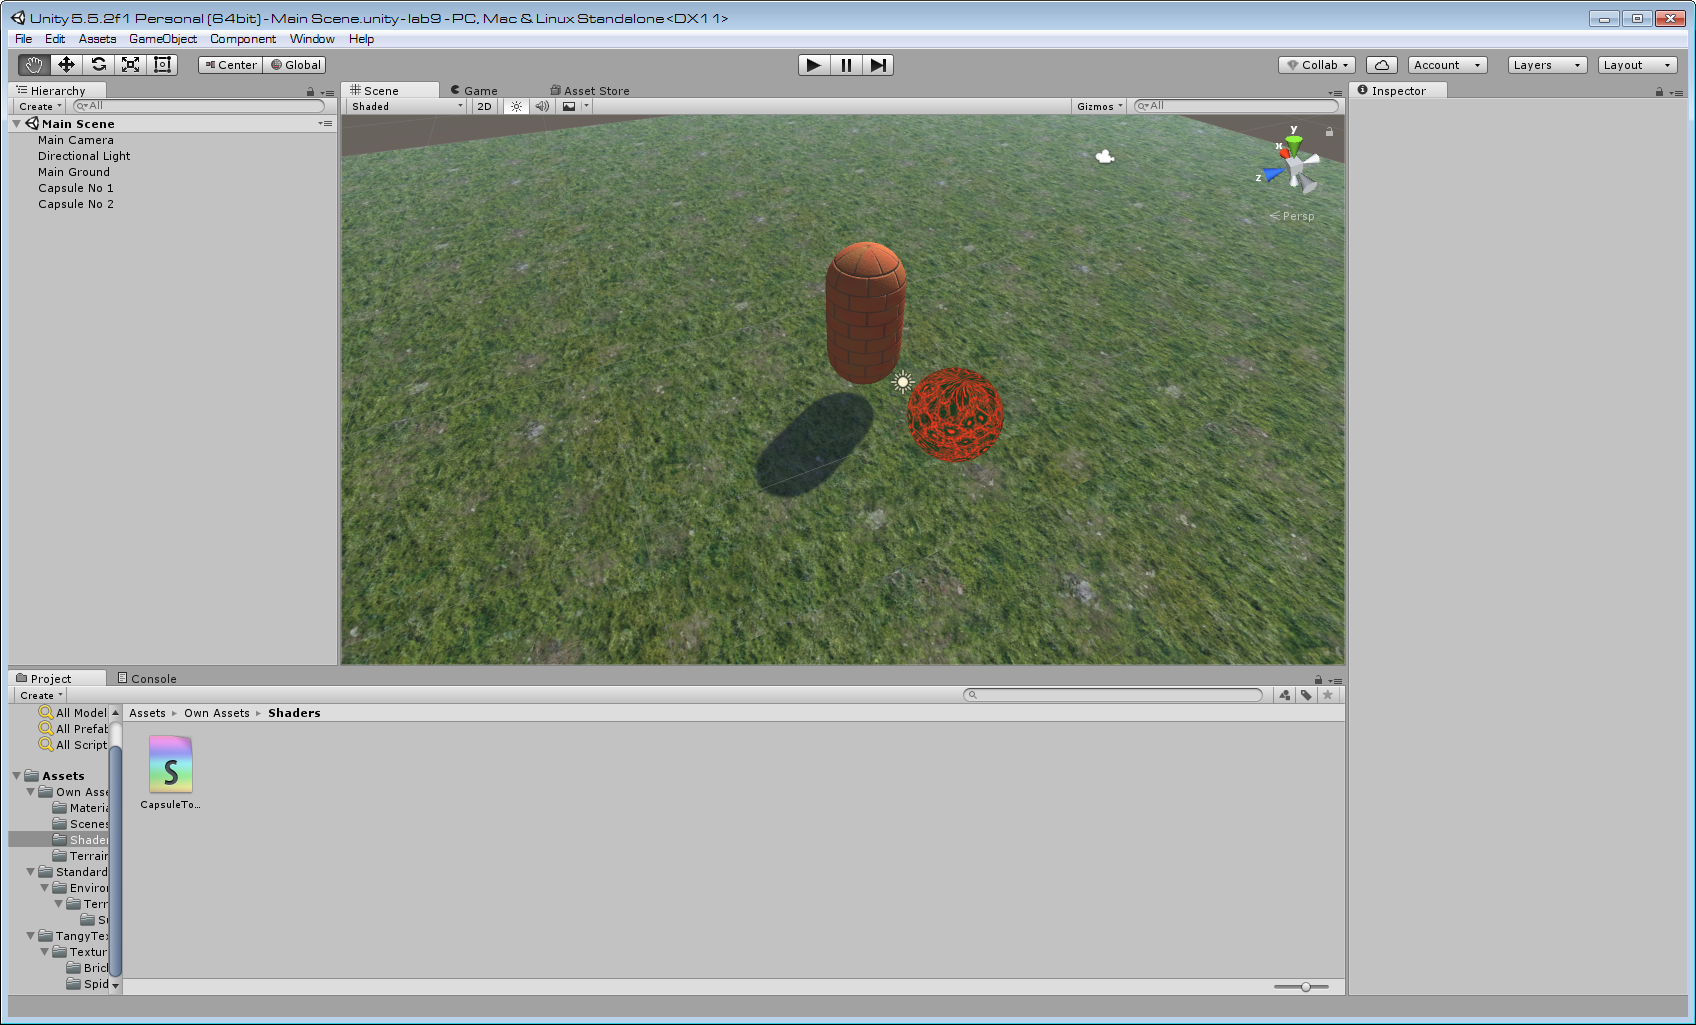 Unity 5.5.2f1 Personal (64bit) - Main Scene.unity - lab9 - PC, Mac & Linux Standalone <DX11>
File Edit Assets GameObject Component Window Help
Center Global Collab Account Layers Layout
Hierarchy Scene Game Asset Store Inspector
Create All Shaded 2D Gizmos All
Main Scene
Main Camera
Directional Light
Main Ground
Capsule No 1
Capsule No 2
y
x
z
Persp
Project Console
Create
Assets Own Assets Shaders
All Model
All Prefab
All Script
Assets
Own Asse
Materia
Scenes
Shader
Terrain
Standard
Environ
Terr
Su
TangyTex
Textur
Brick
Spid
S
CapsuleTo...